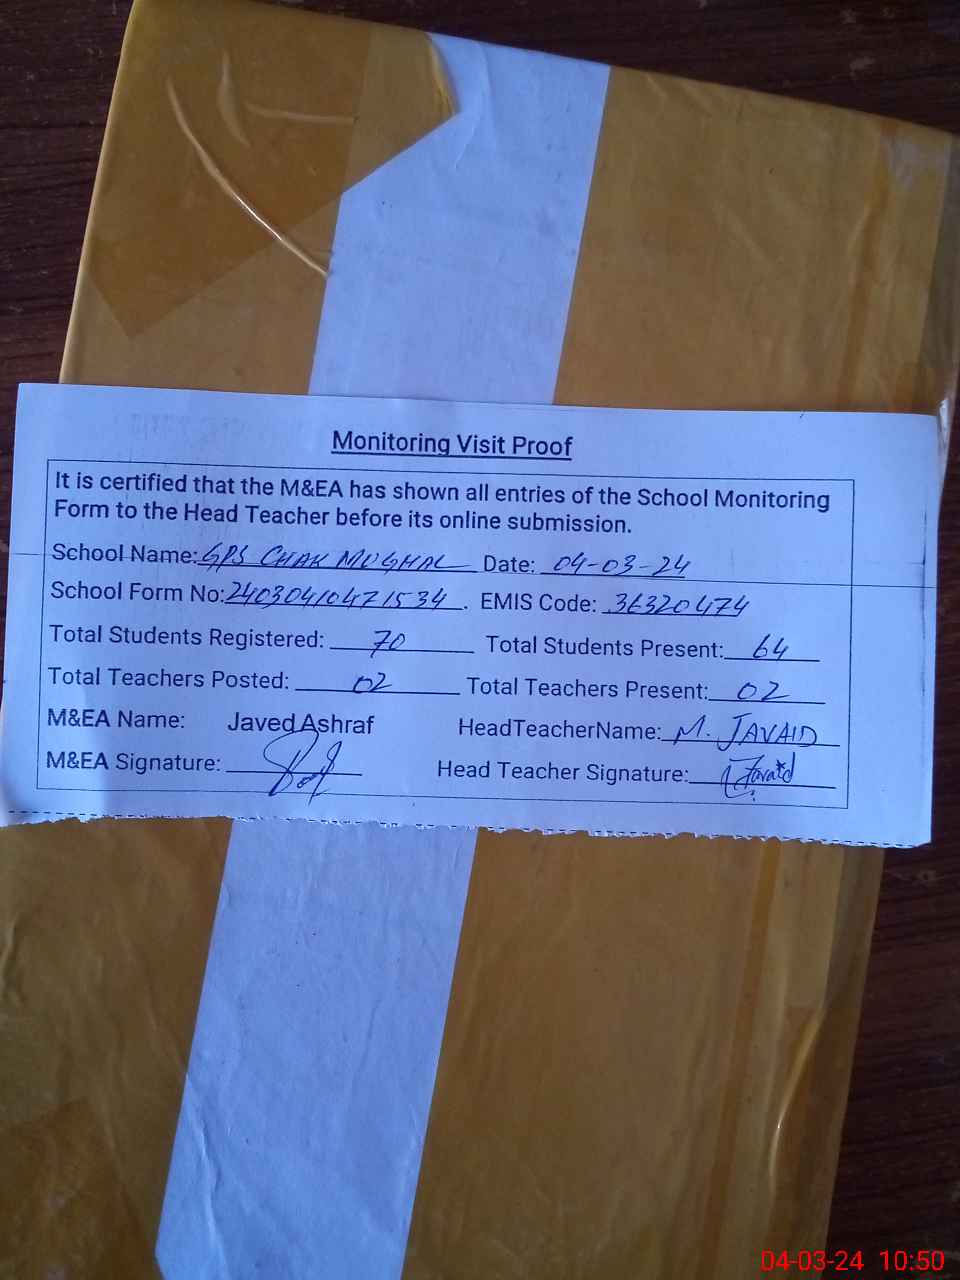 Monitoring Visit Proof
It is certified that the M&EA has shown all entries of the School Monitoring
Form to the Head Teacher before its online submission.
School Name: GPS CHAK MUGHAL Date: 04-03-24
School Form No: 240304104715 34 . EMIS Code: 36320474
Total Students Registered: 70 Total Students Present: 64
Total Teachers Posted: 02 Total Teachers Present: 02
M&EA Name: Javed Ashraf HeadTeacherName: M. JAVAID
M&EA Signature: Head Teacher Signature: Javaid
04-03-24 10:50